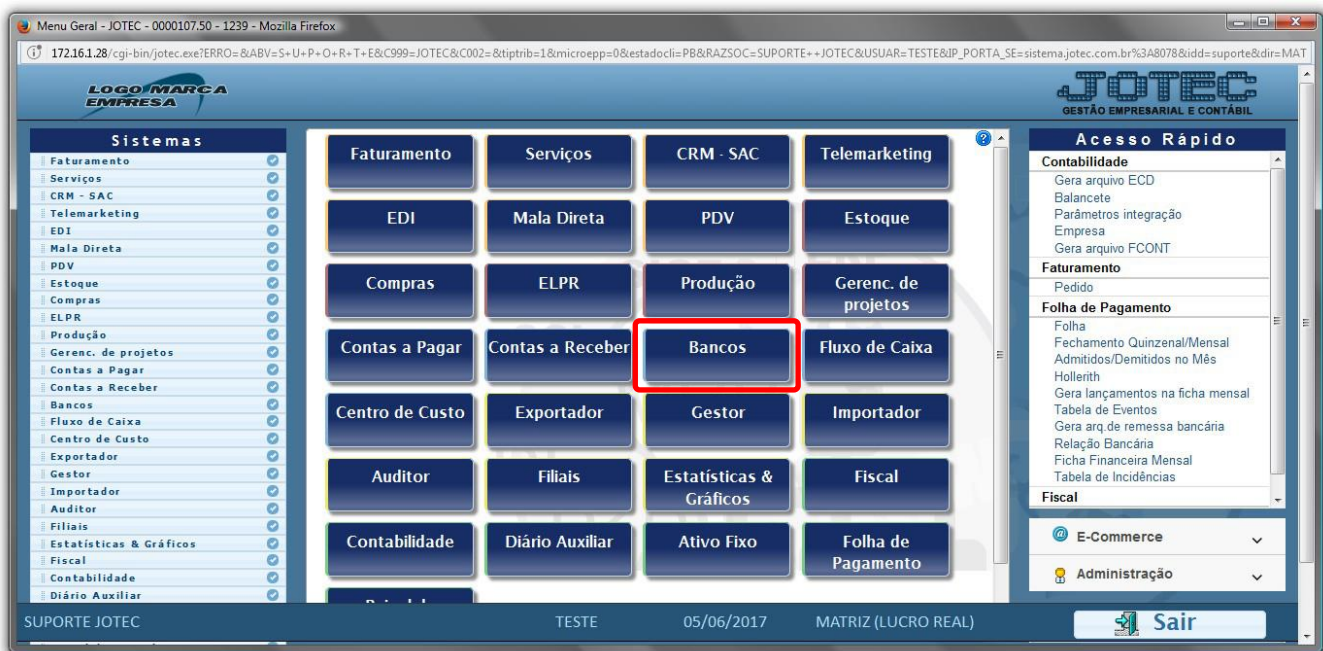 Menu Geral - JOTEC - 0000107.50 - 1239 - Mozilla Firefox
172.16.1.28/cgi-bin/jotec.exe?ERRO=&ABV=S+U+P+O+R+T+E&C999=JOTEC&C002=&tiptrib=1&microepp=0&estadocli=PB&RAZSOC=SUPORTE++JOTEC&USUAR=TESTE&IP_PORTA_SE=sistema.jotec.com.br%3A8078&idd=suporte&dir=MAT
LOGO MARCA
EMPRESA
JOTEC
GESTÃO EMPRESARIAL E CONTÁBIL
Sistemas
Faturamento
Serviços
CRM - SAC
Telemarketing
EDI
Mala Direta
PDV
Estoque
Compras
ELPR
Produção
Gerenc. de projetos
Contas a Pagar
Contas a Receber
Bancos
Fluxo de Caixa
Centro de Custo
Exportador
Gestor
Importador
Auditor
Filiais
Estatísticas & Gráficos
Fiscal
Contabilidade
Diário Auxiliar
Faturamento
Serviços
CRM - SAC
Telemarketing
EDI
Mala Direta
PDV
Estoque
Compras
ELPR
Produção
Gerenc. de
projetos
Contas a Pagar
Contas a Receber
Bancos
Fluxo de Caixa
Centro de Custo
Exportador
Gestor
Importador
Auditor
Filiais
Estatísticas &
Gráficos
Fiscal
Contabilidade
Diário Auxiliar
Ativo Fixo
Folha de
Pagamento
Acesso Rápido
Contabilidade
Gera arquivo ECD
Balancete
Parâmetros integração
Empresa
Gera arquivo FCONT
Faturamento
Pedido
Folha de Pagamento
Folha
Fechamento Quinzenal/Mensal
Admitidos/Demitidos no Mês
Hollerith
Gera lançamentos na ficha mensal
Tabela de Eventos
Gera arq.de remessa bancária
Relação Bancária
Ficha Financeira Mensal
Tabela de Incidências
Fiscal
E-Commerce
Administração
SUPORTE JOTEC
TESTE
05/06/2017
MATRIZ (LUCRO REAL)
Sair